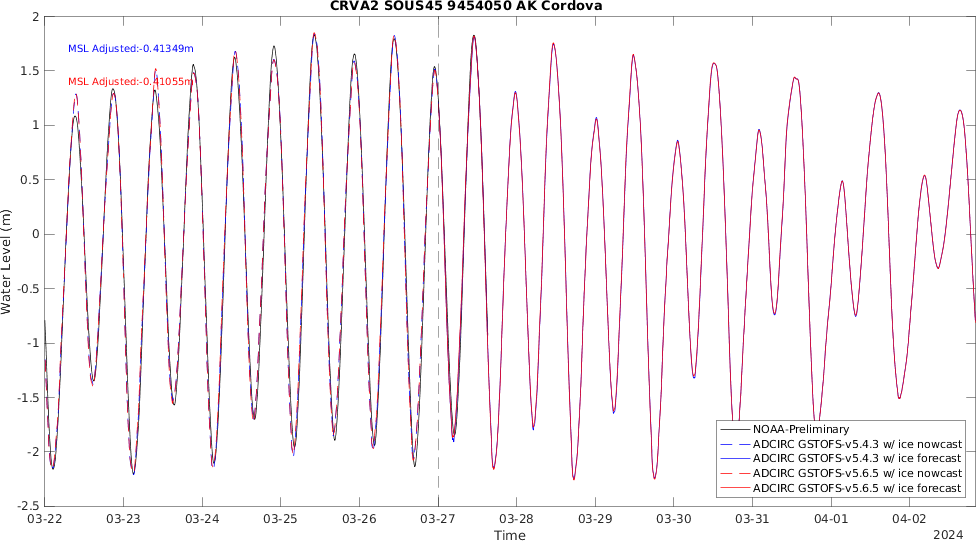 CRVA2 SOUS45 9454050 AK Cordova
MSL Adjusted:-0.41349m
MSL Adjusted:-0.41055m
Water Level (m)
2
1.5
1
0.5
0
-0.5
-1
-1.5
-2
-2.5
NOAA-Preliminary
ADCIRC GSTOFS-v5.4.3 w/ ice nowcast
ADCIRC GSTOFS-v5.4.3 w/ ice forecast
ADCIRC GSTOFS-v5.6.5 w/ ice nowcast
ADCIRC GSTOFS-v5.6.5 w/ ice forecast
03-22 03-23 03-24 03-25 03-26 03-27 03-28 03-29 03-30 03-31 04-01 04-02
Time
2024